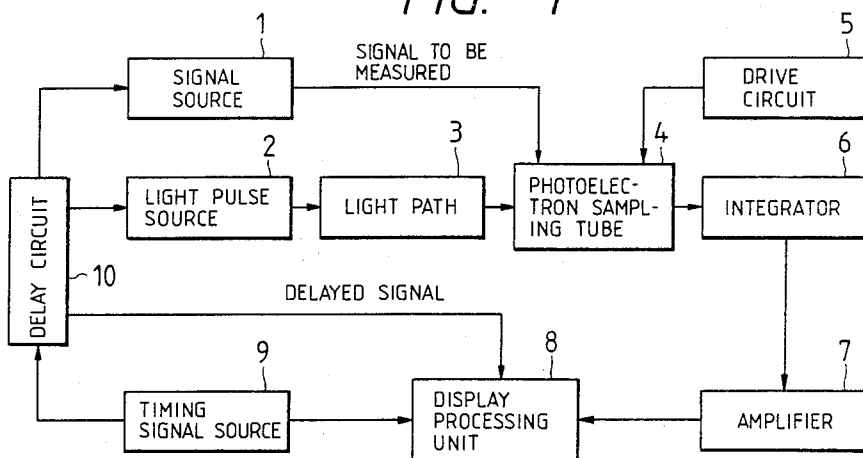 FIG. 1
1
5
SIGNAL TO BE
MEASURED
SIGNAL
SOURCE
DRIVE
CIRCUIT
2
3
4
6
LIGHT PULSE
SOURCE
LIGHT PATH
PHOTOELEC-
TRON SAMPL-
ING TUBE
INTEGRATOR
DELAY CIRCUIT
10
DELAYED SIGNAL
9
8
7
TIMING
SIGNAL SOURCE
DISPLAY
PROCESSING
UNIT
AMPLIFIER